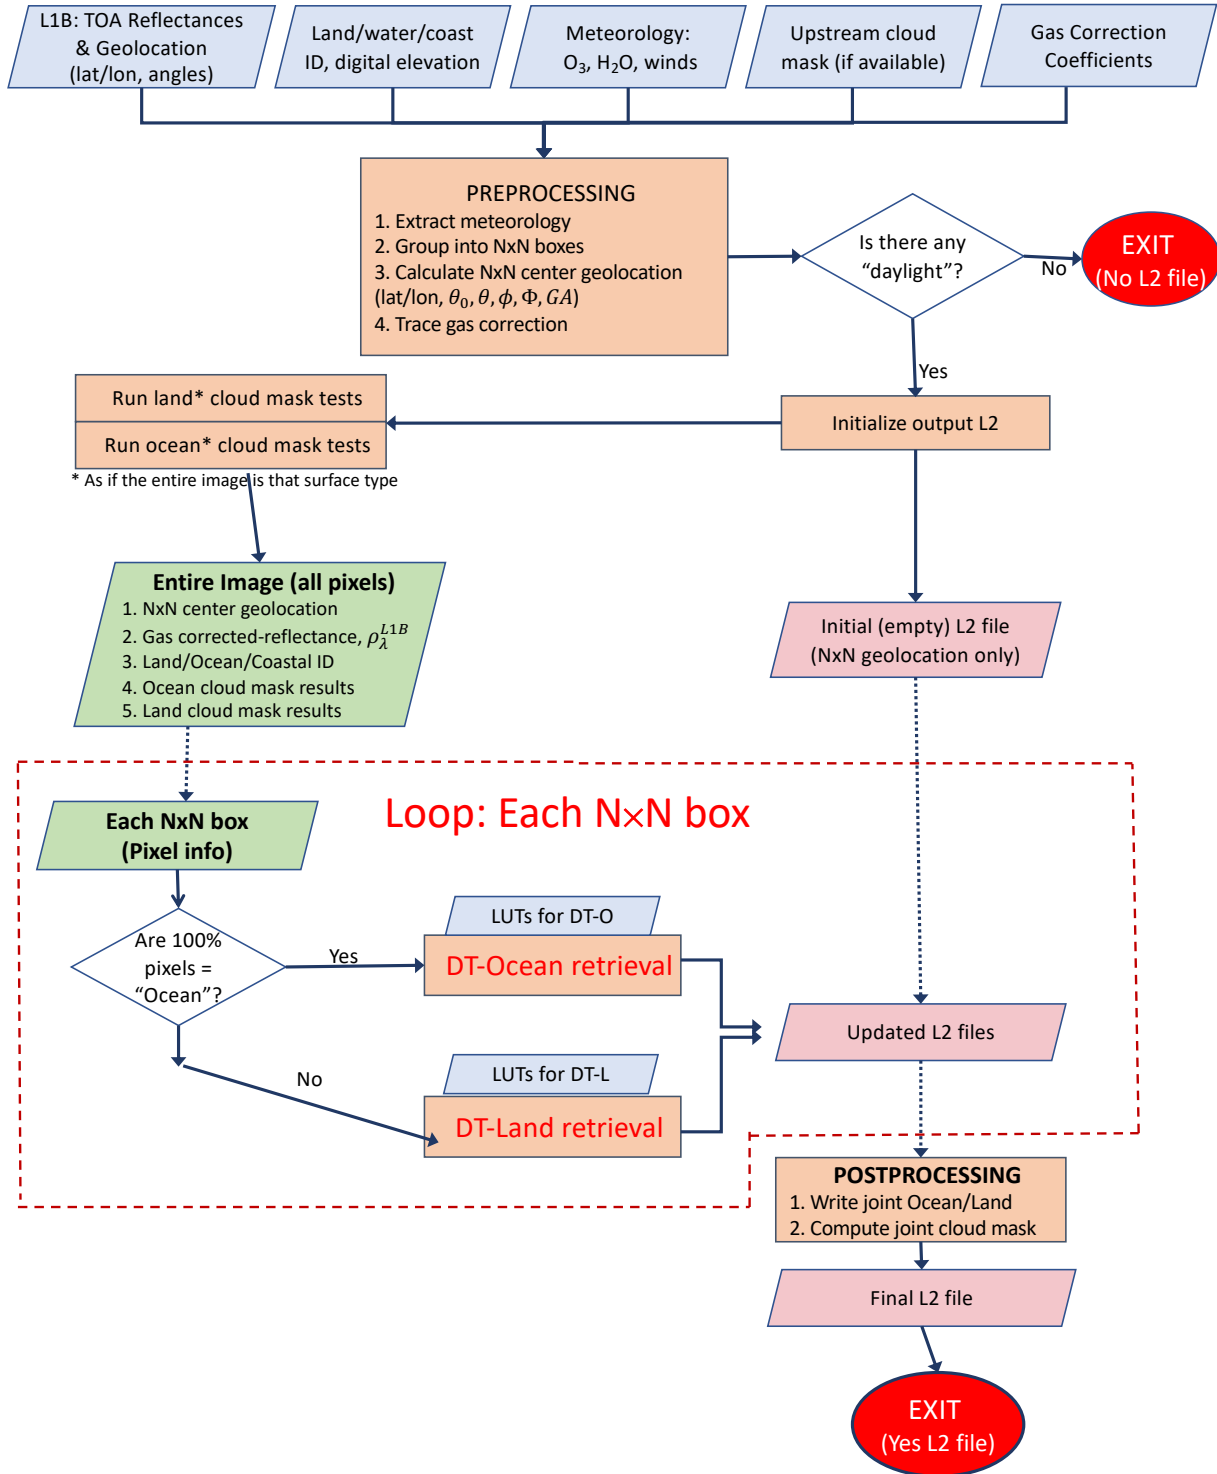 L1B: TOA Reflectances
& Geolocation
(lat/lon, angles)
Land/water/coast
ID, digital elevation
Meteorology:
O₃, H₂O, winds
Upstream cloud
mask (if available)
Gas Correction
Coefficients
PREPROCESSING
1. Extract meteorology
2. Group into NxN boxes
3. Calculate NxN center geolocation
(lat/lon, θ₀, θ, ϕ, Φ, GA)
4. Trace gas correction
Is there any
“daylight”?
No
EXIT
(No L2 file)
Yes
Run land* cloud mask tests
Run ocean* cloud mask tests
* As if the entire image is that surface type
Initialize output L2
Entire Image (all pixels)
1. NxN center geolocation
2. Gas corrected-reflectance, ρ_λ^{L1B}
3. Land/Ocean/Coastal ID
4. Ocean cloud mask results
5. Land cloud mask results
Initial (empty) L2 file
(NxN geolocation only)
Loop: Each N×N box
Each NxN box
(Pixel info)
Are 100%
pixels =
“Ocean”?
Yes
LUTs for DT-O
DT-Ocean retrieval
No
LUTs for DT-L
DT-Land retrieval
Updated L2 files
POSTPROCESSING
1. Write joint Ocean/Land
2. Compute joint cloud mask
Final L2 file
EXIT
(Yes L2 file)